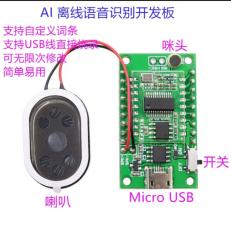 AI 离线语音识别开发板
支持自定义词条
支持USB线直接烧录
可无限次修改
简单易用
咪头
开关
喇叭
Micro USB